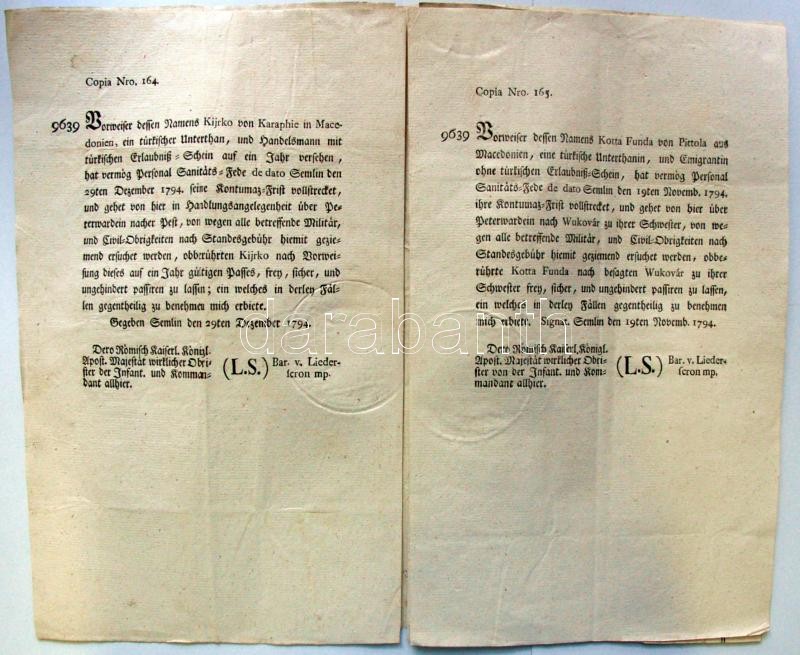 Copia Nro. 164.
9639 Vorweiser dessen Namens Kijrko von Karaphie in Mace-
donien, ein türkischer Unterthan, und Handelsmann mit
türkischen Erlaubniß-Schein auf ein Jahr versehen,
hat vermög Personal Sanitäts-Fede de dato Semlin den
29ten Dezember 1794. seine Kontumaz-Frist vollstrecket,
und gehet von hier in Handlungsangelegenheit über Pe-
terwardein nacher Pest, von wegen alle betreffende Militär,
und Civil-Obrigkeiten nach Standesgebühr hiemit gezie-
mend ersuchet werden, obberührten Kijrko nach Vorwei-
sung dieses auf ein Jahr gültigen Passes, frey, sicher, und
ungehindert passiren zu lassen; ein welches in derley Fäl-
len gegentheilig zu benehmen mich erbiete.
Gegeben Semlin den 29ten Dezember 1794.
Dero Römisch Kaiserl. Königl.
Apost. Majestät wirklicher Obri-
ster der Infant. und Komman-
dant allhier.
(L.S.)
Bar. v. Lieder-
scron mp.
Copia Nro. 165.
9639 Vorweiser dessen Namens Kotta Funda von Pittola aus
Macedonien, eine türkische Unterthanin, und Emigrantin
ohne türkischen Erlaubniß-Schein, hat vermög Personal
Sanitäts-Fede de dato Semlin den 19ten Novemb. 1794.
ihre Kontumaz-Frist vollstrecket, und gehet von hier über
Peterwardein nach Wukovár zu ihrer Schwester, von we-
gen alle betreffende Militär, und Civil-Obrigkeiten nach
Standesgebühr hiemit geziemend ersuchet werden, obbe-
rührte Kotta Funda nach besagten Wukovár zu ihrer
Schwester frey, sicher, und ungehindert passiren zu lassen,
ein welches in derley Fällen gegentheilig zu benehmen
mich erbiete. Signat. Semlin den 19ten Novemb. 1794.
Dero Römisch Kaiserl. Königl.
Apost. Majestät wirklicher Obri-
ster von der Infant. und Kom-
mandant allhier.
(L.S.)
Bar. v. Lieder-
scron mp.
darabanth